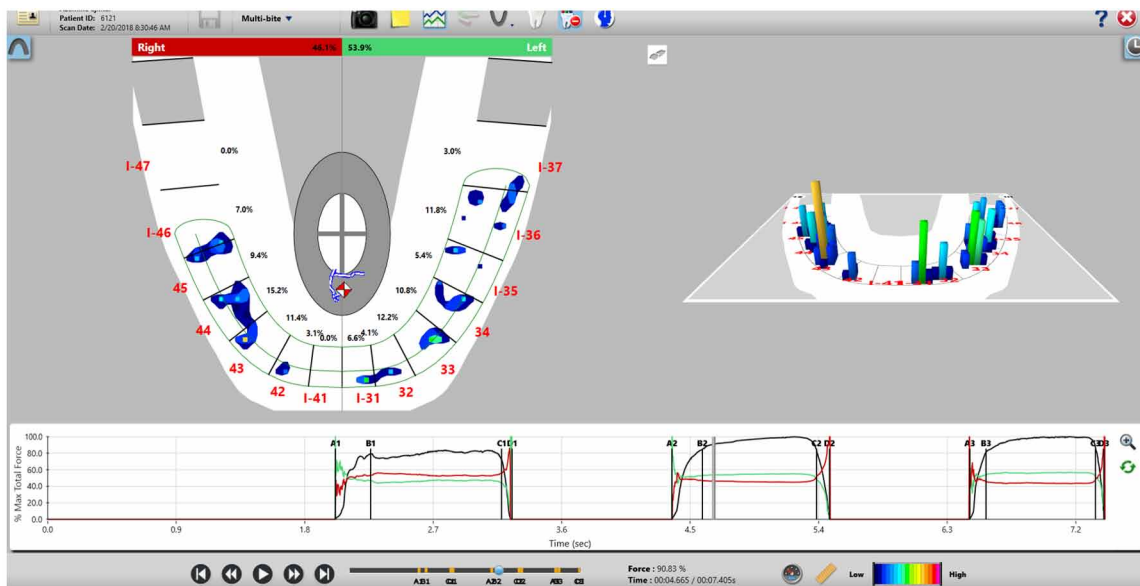 Patient ID: 6121
Scan Date: 2/20/2018 8:30:46 AM
Multi-bite
?
Right 46.1% 53.9% Left
I-47 0.0% 3.0% I-37
I-46 7.0% 11.8% I-36
45 9.4% 5.4% I-35
44 15.2% 10.8% 34
43 11.4% 12.2% 33
42 3.1% 4.1% 32
I-41 0.0% 6.6% I-31
% Max Total Force
100.0
80.0
60.0
40.0
20.0
0.0
A1 B1 C1 D1 A2 B2 C2 D2 A3 B3 C3 D3
0.0 0.9 1.8 2.7 3.6 4.5 5.4 6.3 7.2
Time (sec)
Force : 90.83 %
Time : 00:04.665 / 00:07.405s
Low High